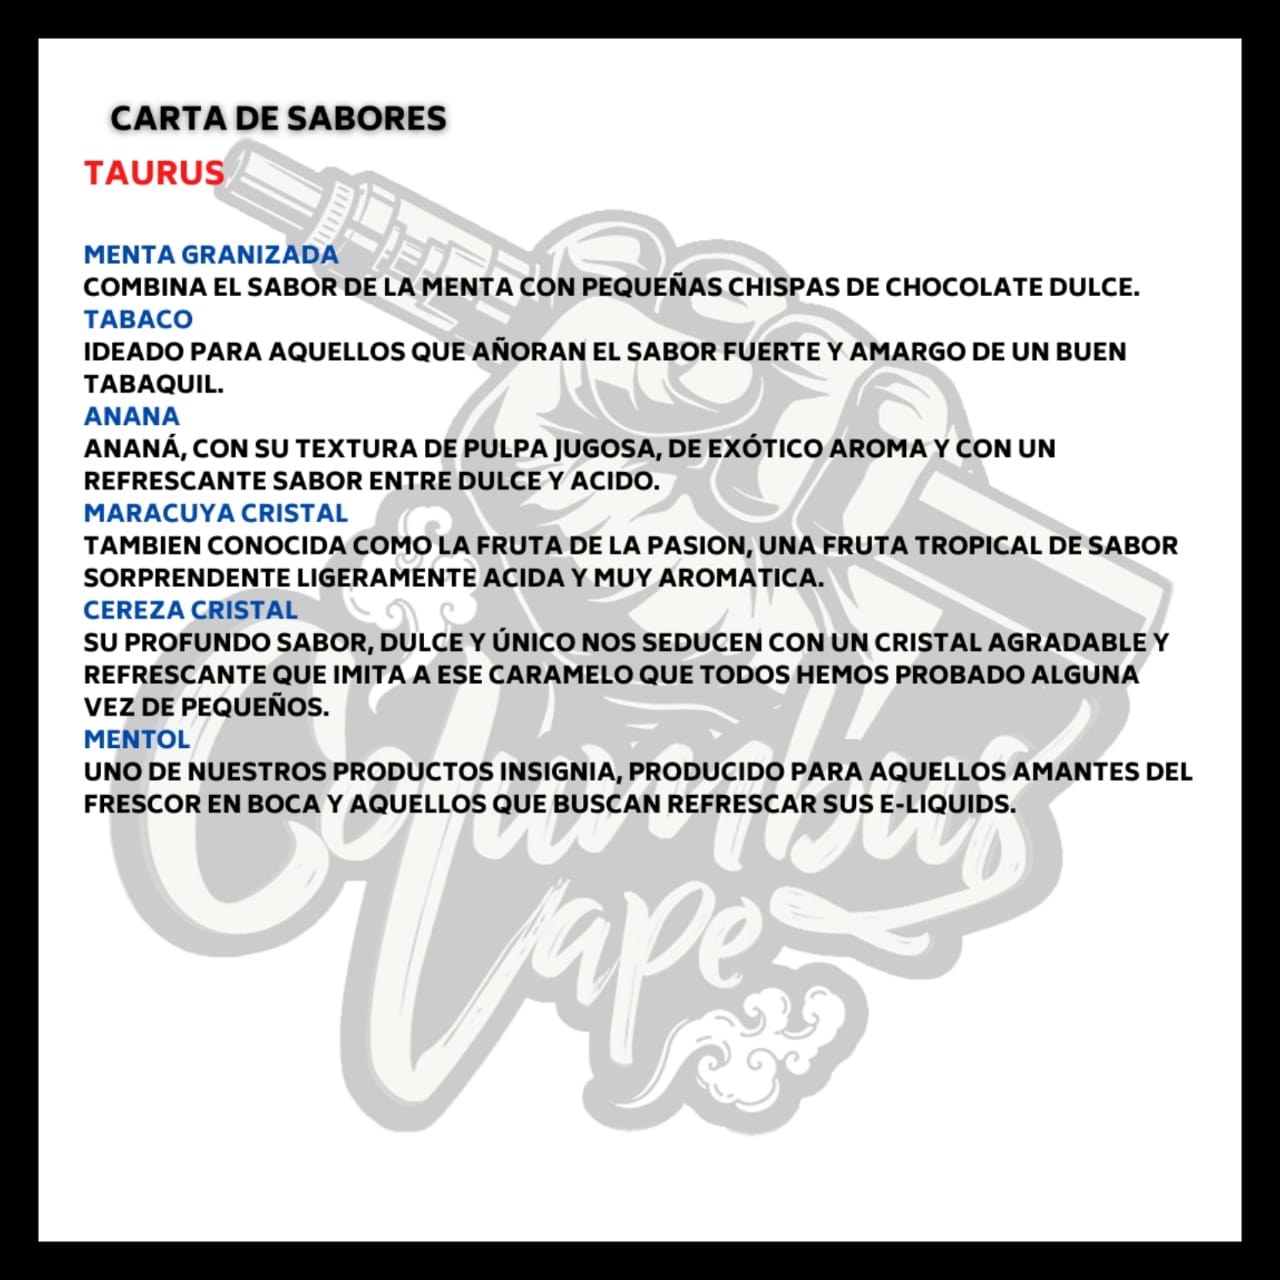 CARTA DE SABORES
TAURUS
MENTA GRANIZADA
COMBINA EL SABOR DE LA MENTA CON PEQUEÑAS CHISPAS DE CHOCOLATE DULCE.
TABACO
IDEADO PARA AQUELLOS QUE AÑORAN EL SABOR FUERTE Y AMARGO DE UN BUEN
TABAQUIL.
ANANA
ANANÁ, CON SU TEXTURA DE PULPA JUGOSA, DE EXÓTICO AROMA Y CON UN
REFRESCANTE SABOR ENTRE DULCE Y ACIDO.
MARACUYA CRISTAL
TAMBIEN CONOCIDA COMO LA FRUTA DE LA PASION, UNA FRUTA TROPICAL DE SABOR
SORPRENDENTE LIGERAMENTE ACIDA Y MUY AROMATICA.
CEREZA CRISTAL
SU PROFUNDO SABOR, DULCE Y ÚNICO NOS SEDUCEN CON UN CRISTAL AGRADABLE Y
REFRESCANTE QUE IMITA A ESE CARAMELO QUE TODOS HEMOS PROBADO ALGUNA
VEZ DE PEQUEÑOS.
MENTOL
UNO DE NUESTROS PRODUCTOS INSIGNIA, PRODUCIDO PARA AQUELLOS AMANTES DEL
FRESCOR EN BOCA Y AQUELLOS QUE BUSCAN REFRESCAR SUS E-LIQUIDS.
Columbus
Vape